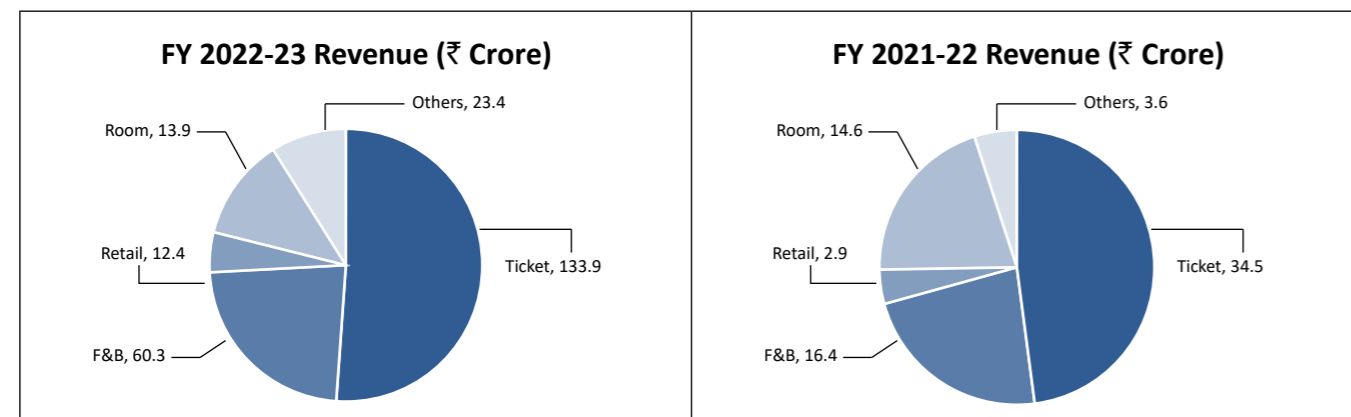 FY 2022-23 Revenue (₹ Crore)
Others, 23.4
Room, 13.9
Retail, 12.4
Ticket, 133.9
F&B, 60.3
FY 2021-22 Revenue (₹ Crore)
Others, 3.6
Room, 14.6
Retail, 2.9
Ticket, 34.5
F&B, 16.4